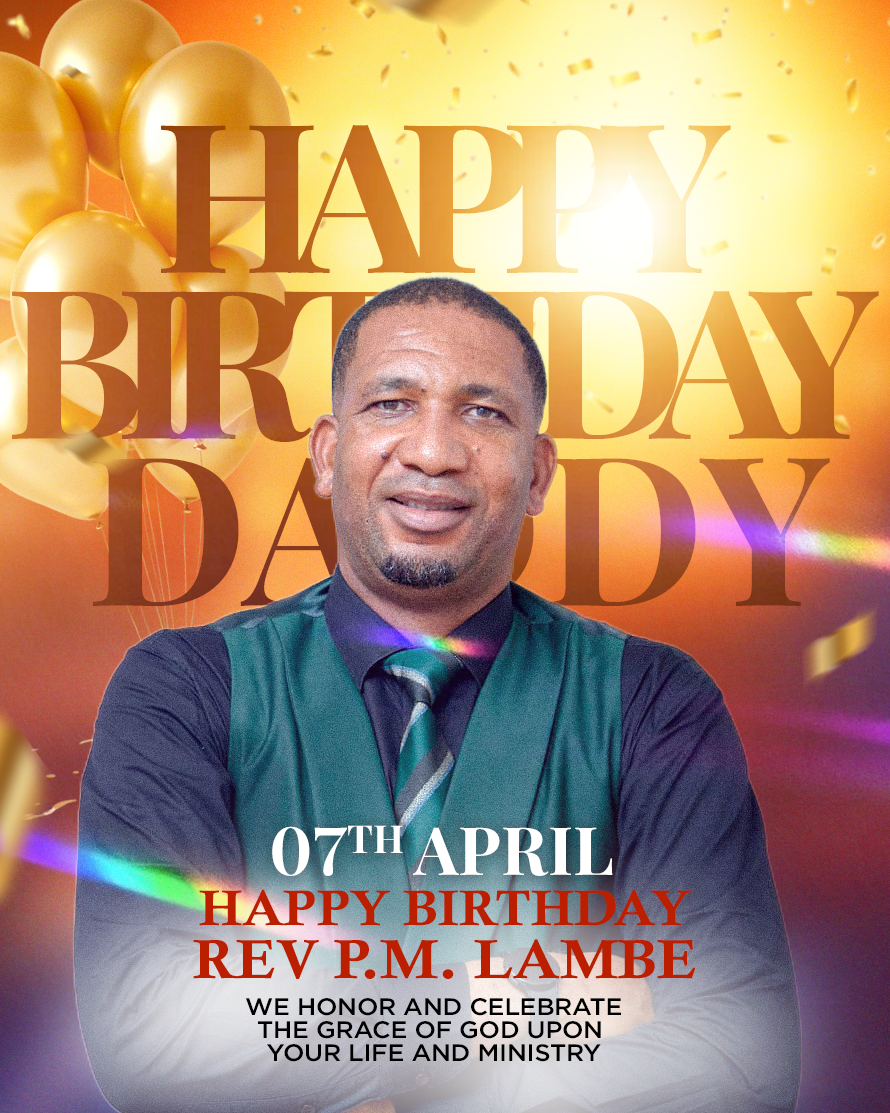 HAPPY
BIRTHDAY
DADDY
07TH APRIL
HAPPY BIRTHDAY
REV P.M. LAMBE
WE HONOR AND CELEBRATE
THE GRACE OF GOD UPON
YOUR LIFE AND MINISTRY